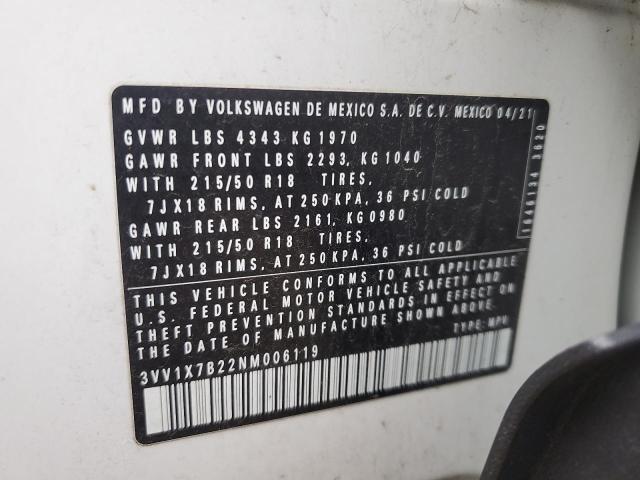 MFD BY VOLKSWAGEN DE MEXICO S.A. DE C.V. MEXICO 04/21
GVWR LBS 4343 KG 1970
GAWR FRONT LBS 2293, KG 1040
WITH 215/50 R18 TIRES,
7JX18 RIMS, AT 250 KPA, 36 PSI COLD
GAWR REAR LBS 2161, KG 0980
WITH 215/50 R18 TIRES,
7JX18 RIMS, AT 250 KPA, 36 PSI COLD
THIS VEHICLE CONFORMS TO ALL APPLICABLE
U.S. FEDERAL MOTOR VEHICLE SAFETY AND
THEFT PREVENTION STANDARDS IN EFFECT ON
THE DATE OF MANUFACTURE SHOWN ABOVE.
TYPE: MPV
3VV1X7B22NM006119
1646134 3620